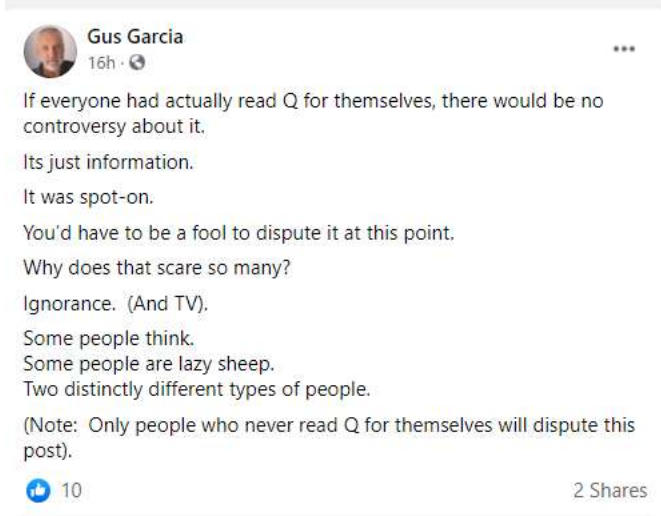 Gus Garcia
16h ·
If everyone had actually read Q for themselves, there would be no
controversy about it.
Its just information.
It was spot-on.
You'd have to be a fool to dispute it at this point.
Why does that scare so many?
Ignorance. (And TV).
Some people think.
Some people are lazy sheep.
Two distinctly different types of people.
(Note: Only people who never read Q for themselves will dispute this
post).
10
2 Shares